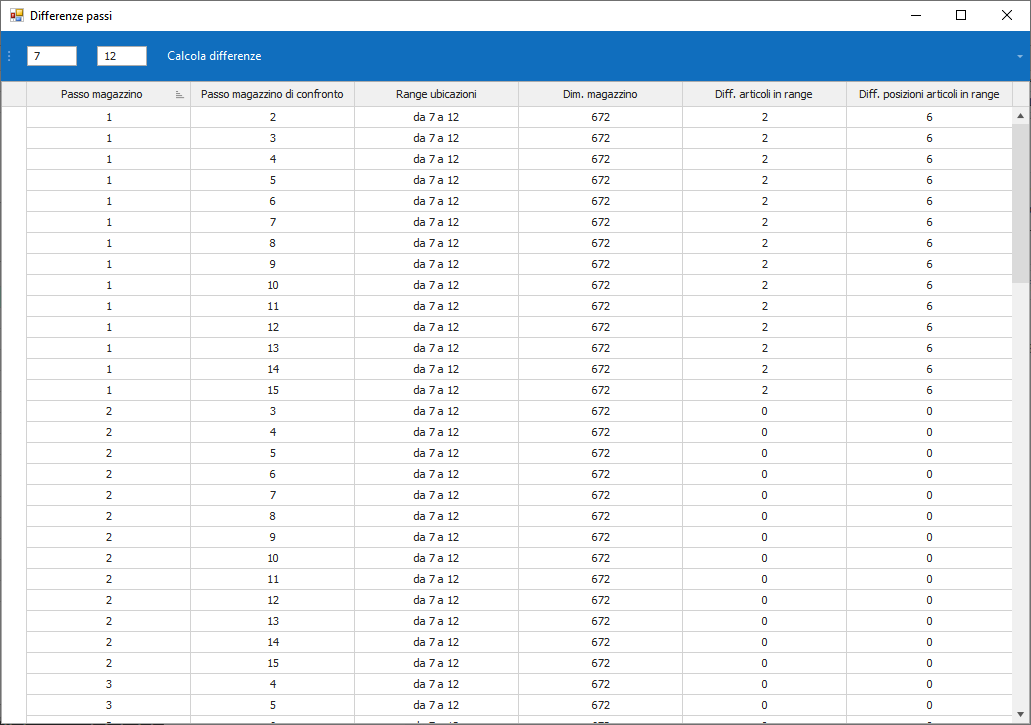 Differenze passi
7 12 Calcola differenze
Passo magazzino Passo magazzino di confronto Range ubicazioni Dim. magazzino Diff. articoli in range Diff. posizioni articoli in range
1 2 da 7 a 12 672 2 6
1 3 da 7 a 12 672 2 6
1 4 da 7 a 12 672 2 6
1 5 da 7 a 12 672 2 6
1 6 da 7 a 12 672 2 6
1 7 da 7 a 12 672 2 6
1 8 da 7 a 12 672 2 6
1 9 da 7 a 12 672 2 6
1 10 da 7 a 12 672 2 6
1 11 da 7 a 12 672 2 6
1 12 da 7 a 12 672 2 6
1 13 da 7 a 12 672 2 6
1 14 da 7 a 12 672 2 6
1 15 da 7 a 12 672 2 6
2 3 da 7 a 12 672 0 0
2 4 da 7 a 12 672 0 0
2 5 da 7 a 12 672 0 0
2 6 da 7 a 12 672 0 0
2 7 da 7 a 12 672 0 0
2 8 da 7 a 12 672 0 0
2 9 da 7 a 12 672 0 0
2 10 da 7 a 12 672 0 0
2 11 da 7 a 12 672 0 0
2 12 da 7 a 12 672 0 0
2 13 da 7 a 12 672 0 0
2 14 da 7 a 12 672 0 0
2 15 da 7 a 12 672 0 0
3 4 da 7 a 12 672 0 0
3 5 da 7 a 12 672 0 0